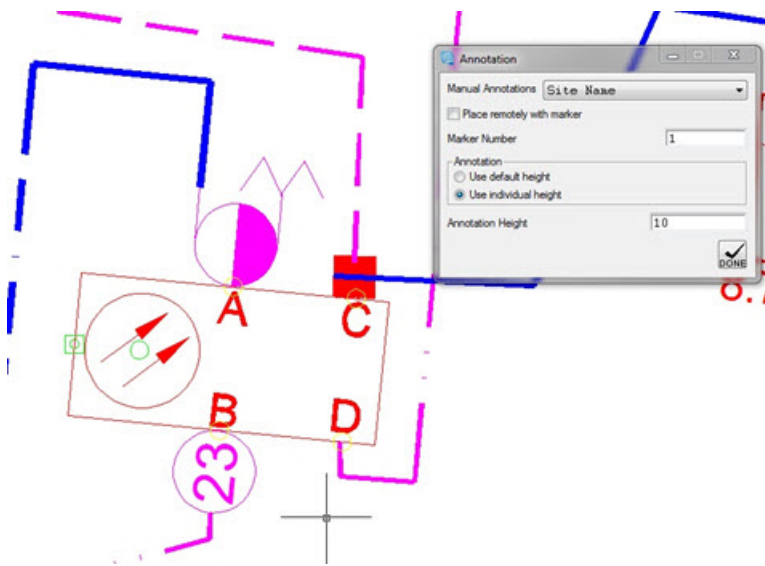 Annotation
Manual Annotations Site Name
Place remotely with marker
Marker Number 1
Annotation
Use default height
Use individual height
Annotation Height 10
DONE
A
C
B
D
23